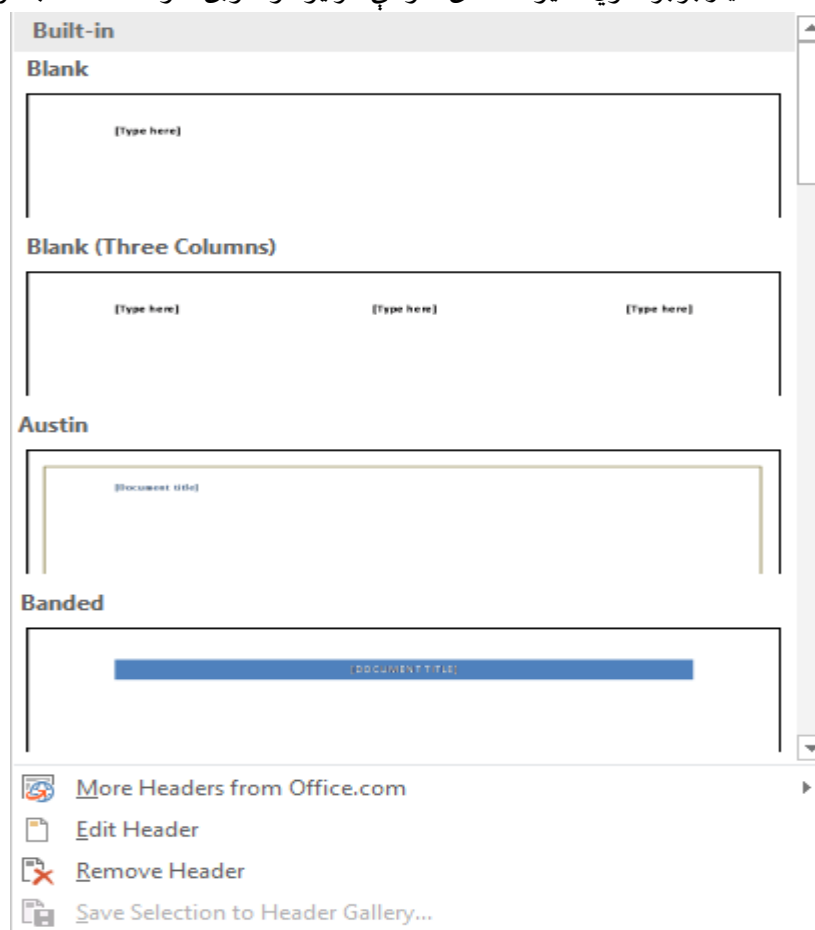 Built-in
Blank
[Type here]
Blank (Three Columns)
[Type here] [Type here] [Type here]
Austin
[Document title]
Banded
[DOCUMENT TITLE]
More Headers from Office.com
Edit Header
Remove Header
Save Selection to Header Gallery...